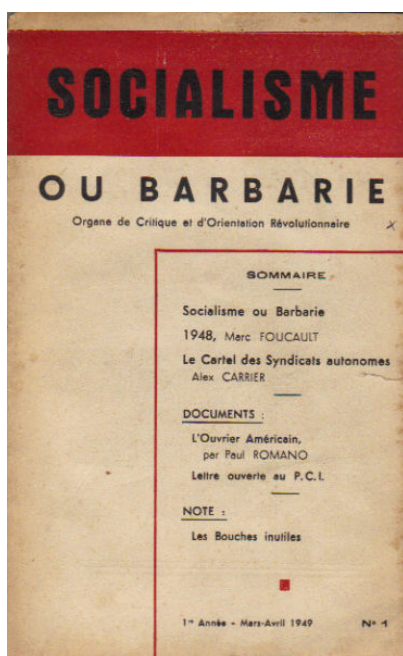 SOCIALISME
OU BARBARIE
Organe de Critique et d'Orientation Révolutionnaire
SOMMAIRE
Socialisme ou Barbarie
1948, Marc FOUCAULT
Le Cartel des Syndicats autonomes
Alex CARRIER
DOCUMENTS :
L'Ouvrier Américain,
par Paul ROMANO
Lettre ouverte au P.C.I.
NOTE :
Les Bouches inutiles
1re Année - Mars-Avril 1949 N° 1